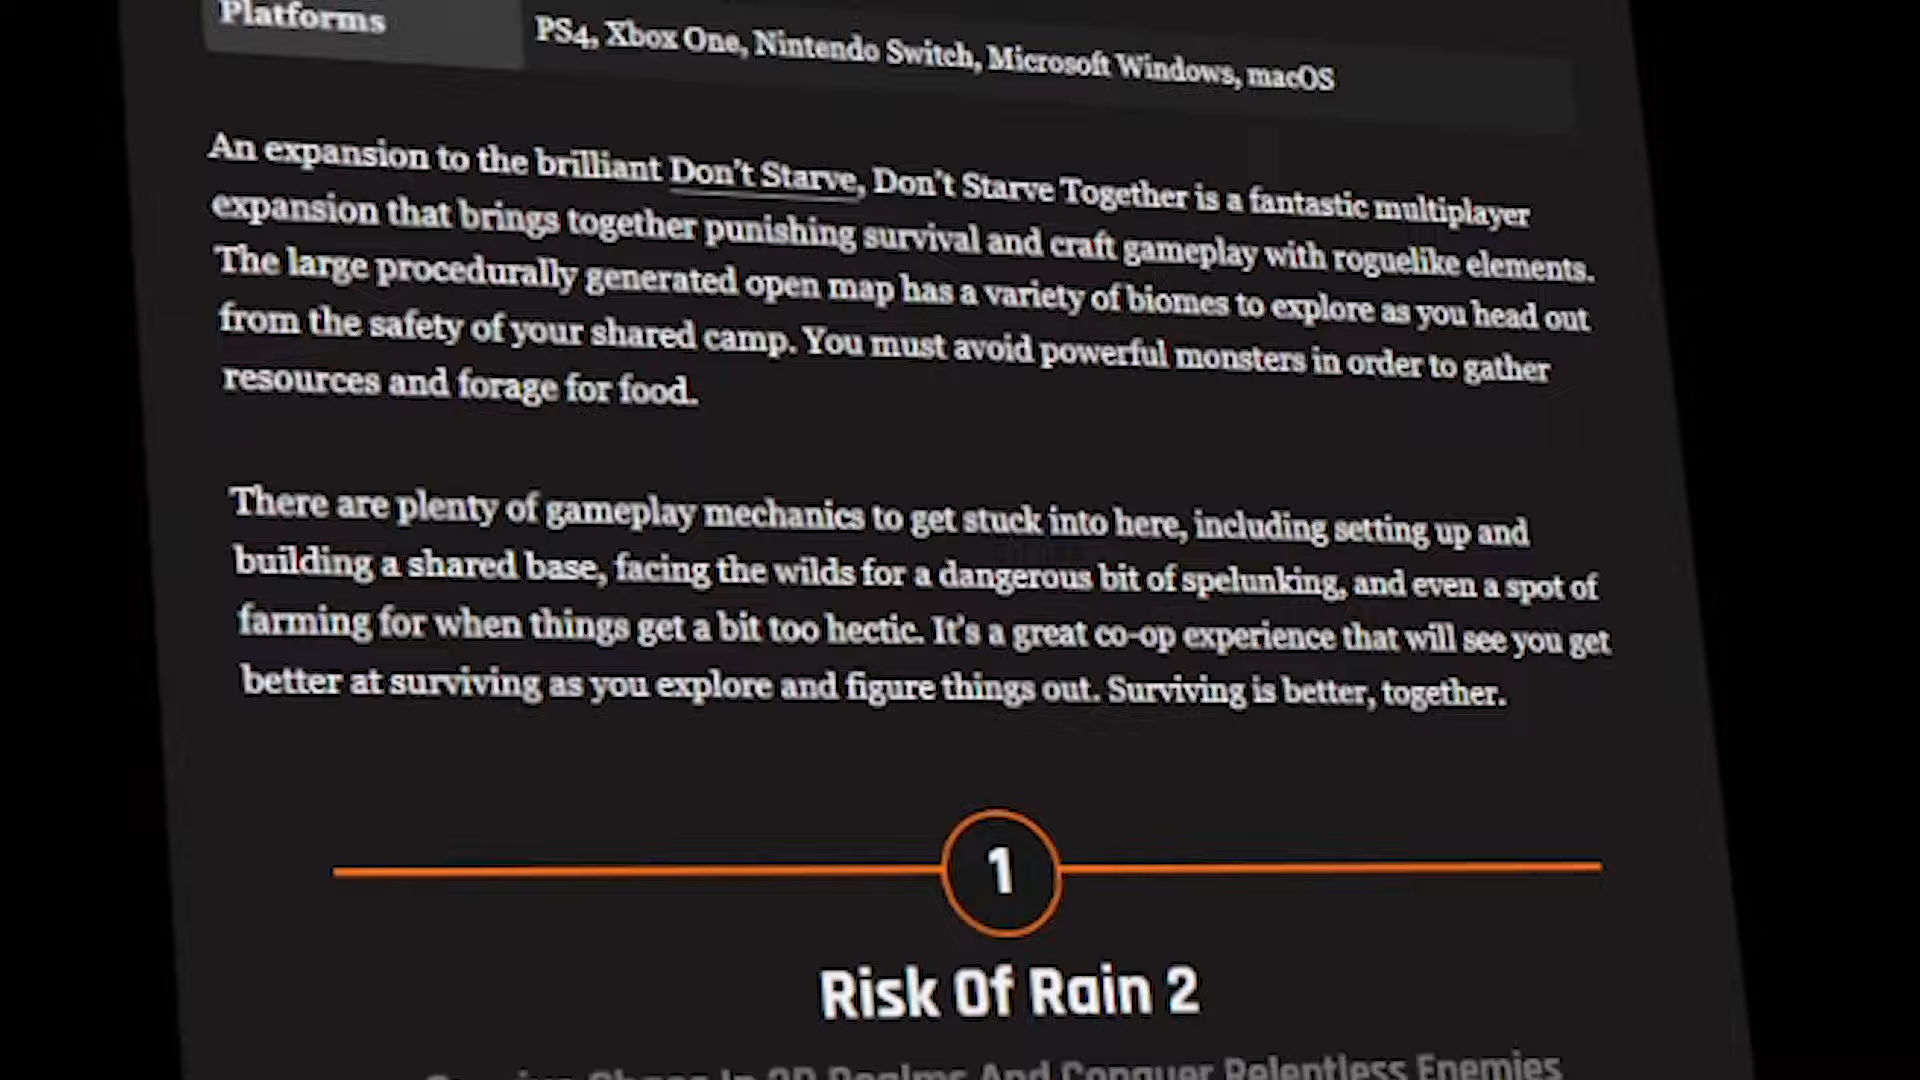 Platforms
PS4, Xbox One, Nintendo Switch, Microsoft Windows, macOS
An expansion to the brilliant Don't Starve, Don't Starve Together is a fantastic multiplayer
expansion that brings together punishing survival and craft gameplay with roguelike elements.
The large procedurally generated open map has a variety of biomes to explore as you head out
from the safety of your shared camp. You must avoid powerful monsters in order to gather
resources and forage for food.
There are plenty of gameplay mechanics to get stuck into here, including setting up and
building a shared base, facing the wilds for a dangerous bit of spelunking, and even a spot of
farming for when things get a bit too hectic. It's a great co-op experience that will see you get
better at surviving as you explore and figure things out. Surviving is better, together.
1
Risk Of Rain 2
Chaos In 3D Realms And Conquer Relentless Enemies